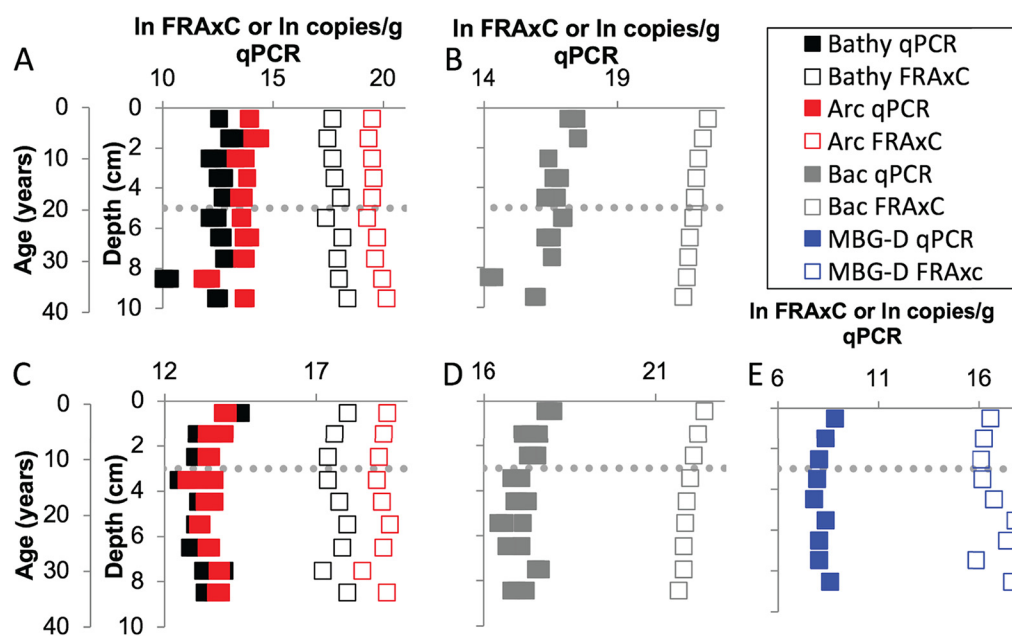 A
ln FRAxC or ln copies/g
qPCR
10 15 20
Age (years)
0
10
20
30
40
Depth (cm)
0
2
4
6
8
10
B
ln FRAxC or ln copies/g
qPCR
14 19
Bathy qPCR
Bathy FRAxC
Arc qPCR
Arc FRAxC
Bac qPCR
Bac FRAxC
MBG-D qPCR
MBG-D FRAxc
C
12 17
Age (years)
0
10
20
30
40
Depth (cm)
0
2
4
6
8
10
D
16 21
E
ln FRAxC or ln copies/g
qPCR
6 11 16